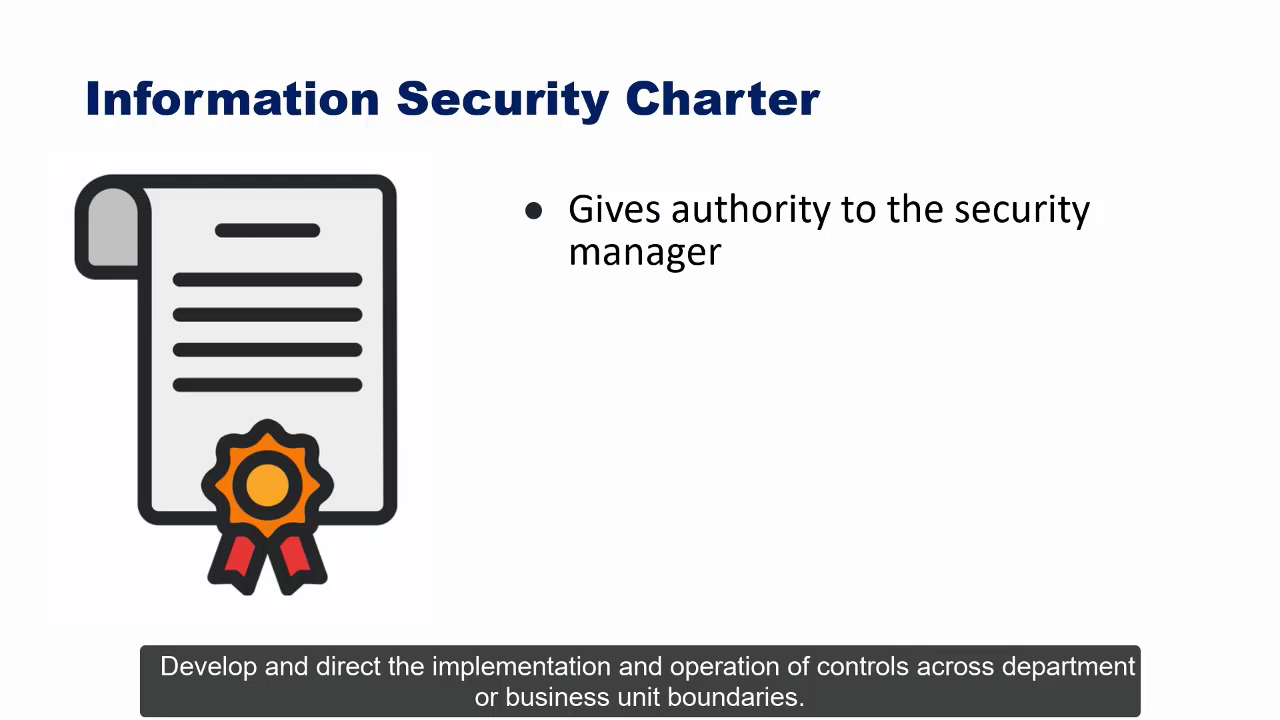 Information Security Charter
● Gives authority to the security
manager
Develop and direct the implementation and operation of controls across department
or business unit boundaries.